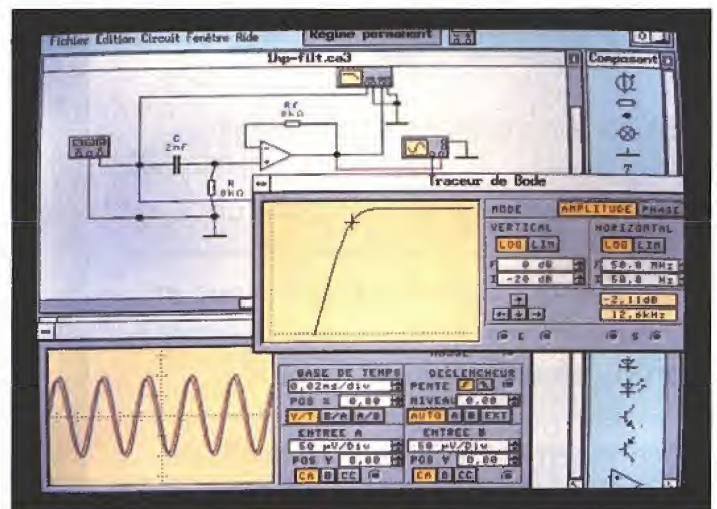 Fichier Edition Circuit Fenêtre Aide
Régime permanent
1hp-filt.ca3
Composant
C
2nF
R
Rf
Traceur de Bode
MODE AMPLITUDE PHASE
VERTICAL HORIZONTAL
LOG LIN LOG LIN
F 0 dB F 50.0 MHz
I -20 dB I 50.0 Hz
-2,11dB
12,6kHz
E S
BASE DE TEMPS DECLENCHEUR
0,02ms/div PENTE
POS X 0,00 NIVEAU 0,00
Y/T B/A A/B AUTO A B EXT
ENTREE A ENTREE B
50 µV/Div 50 µV/Div
POS Y 0,00 POS Y 0,00
CA 0 CC CA 0 CC